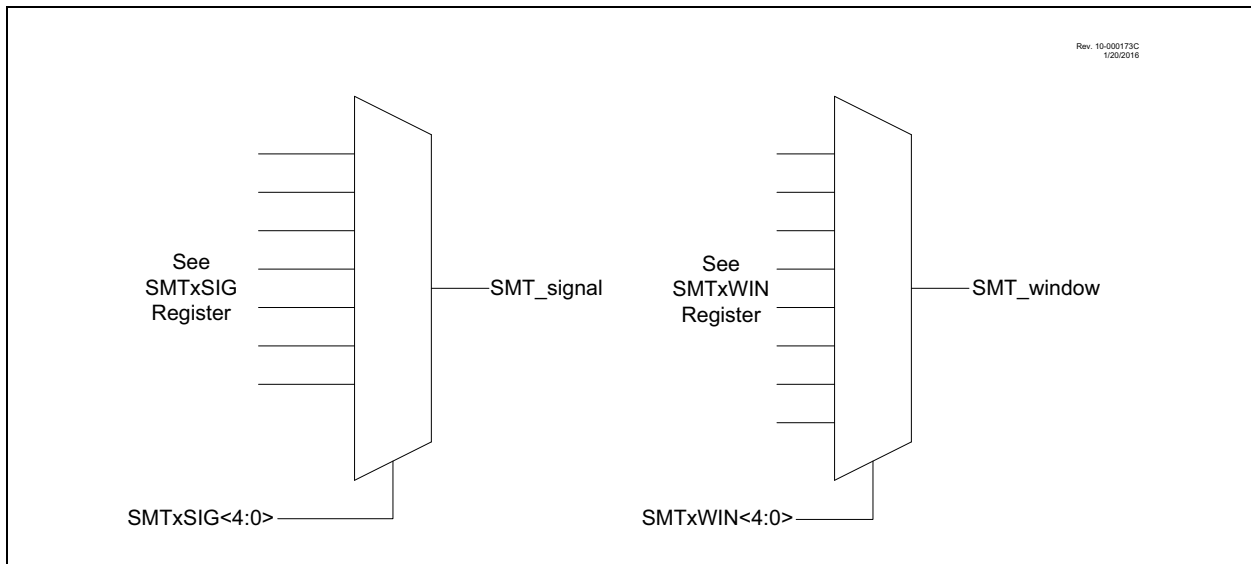 Rev. 10-000173C
1/20/2016
See
SMTxSIG
Register
SMT_signal
See
SMTxWIN
Register
SMT_window
SMTxSIG<4:0>
SMTxWIN<4:0>